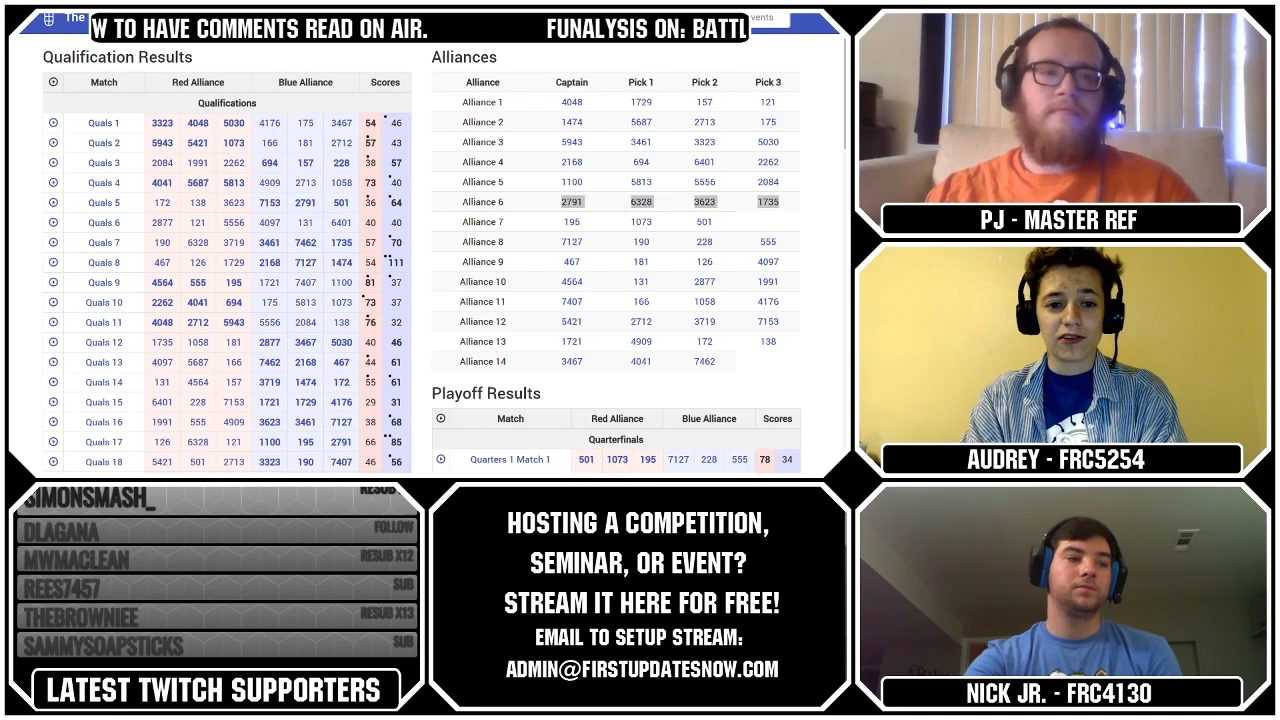 The
W TO HAVE COMMENTS READ ON AIR. FUNALYSIS ON: BATTL
vents
Qualification Results
Match Red Alliance Blue Alliance Scores
Qualifications
Quals 1 3323 4048 5030 4176 175 3467 54 46
Quals 2 5943 5421 1073 166 181 2712 57 43
Quals 3 2084 1991 2262 694 157 228 38 57
Quals 4 4041 5687 5813 4909 2713 1058 73 40
Quals 5 172 138 3623 7153 2791 501 36 64
Quals 6 2877 121 5556 4097 131 6401 40 40
Quals 7 190 6328 3719 3461 7462 1735 57 70
Quals 8 467 126 1729 2168 7127 1474 54 111
Quals 9 4564 555 195 1721 7407 1100 81 37
Quals 10 2262 4041 694 175 5813 1073 73 37
Quals 11 4048 2712 5943 5556 2084 138 76 32
Quals 12 1735 1058 181 2877 3467 5030 40 46
Quals 13 4097 5687 166 7462 2168 467 44 61
Quals 14 131 4564 157 3719 1474 172 55 61
Quals 15 6401 228 7153 1721 1729 4176 29 31
Quals 16 1991 555 4909 3623 3461 7127 38 68
Quals 17 126 6328 121 1100 195 2791 66 85
Quals 18 5421 501 2713 3323 190 7407 46 56
Alliances
Alliance Captain Pick 1 Pick 2 Pick 3
Alliance 1 4048 1729 157 121
Alliance 2 1474 5687 2713 175
Alliance 3 5943 3461 3323 5030
Alliance 4 2168 694 6401 2262
Alliance 5 1100 5813 5556 2084
Alliance 6 2791 6328 3623 1735
Alliance 7 195 1073 501
Alliance 8 7127 190 228 555
Alliance 9 467 181 126 4097
Alliance 10 4564 131 2877 1991
Alliance 11 7407 166 1058 4176
Alliance 12 5421 2712 3719 7153
Alliance 13 1721 4909 172 138
Alliance 14 3467 4041 7462
Playoff Results
Match Red Alliance Blue Alliance Scores
Quarterfinals
Quarters 1 Match 1 501 1073 195 7127 228 555 78 34
PJ - MASTER REF
AUDREY - FRC5254
NICK JR. - FRC4130
SIMONSMASH_ RESUB
DLAGANA FOLLOW
MWMACLEAN RESUB X12
REES7457 SUB
THEBROWNIEE RESUB X13
SAMMYSOAPSTICKS SUB
LATEST TWITCH SUPPORTERS
HOSTING A COMPETITION,
SEMINAR, OR EVENT?
STREAM IT HERE FOR FREE!
EMAIL TO SETUP STREAM:
ADMIN@FIRSTUPDATESNOW.COM